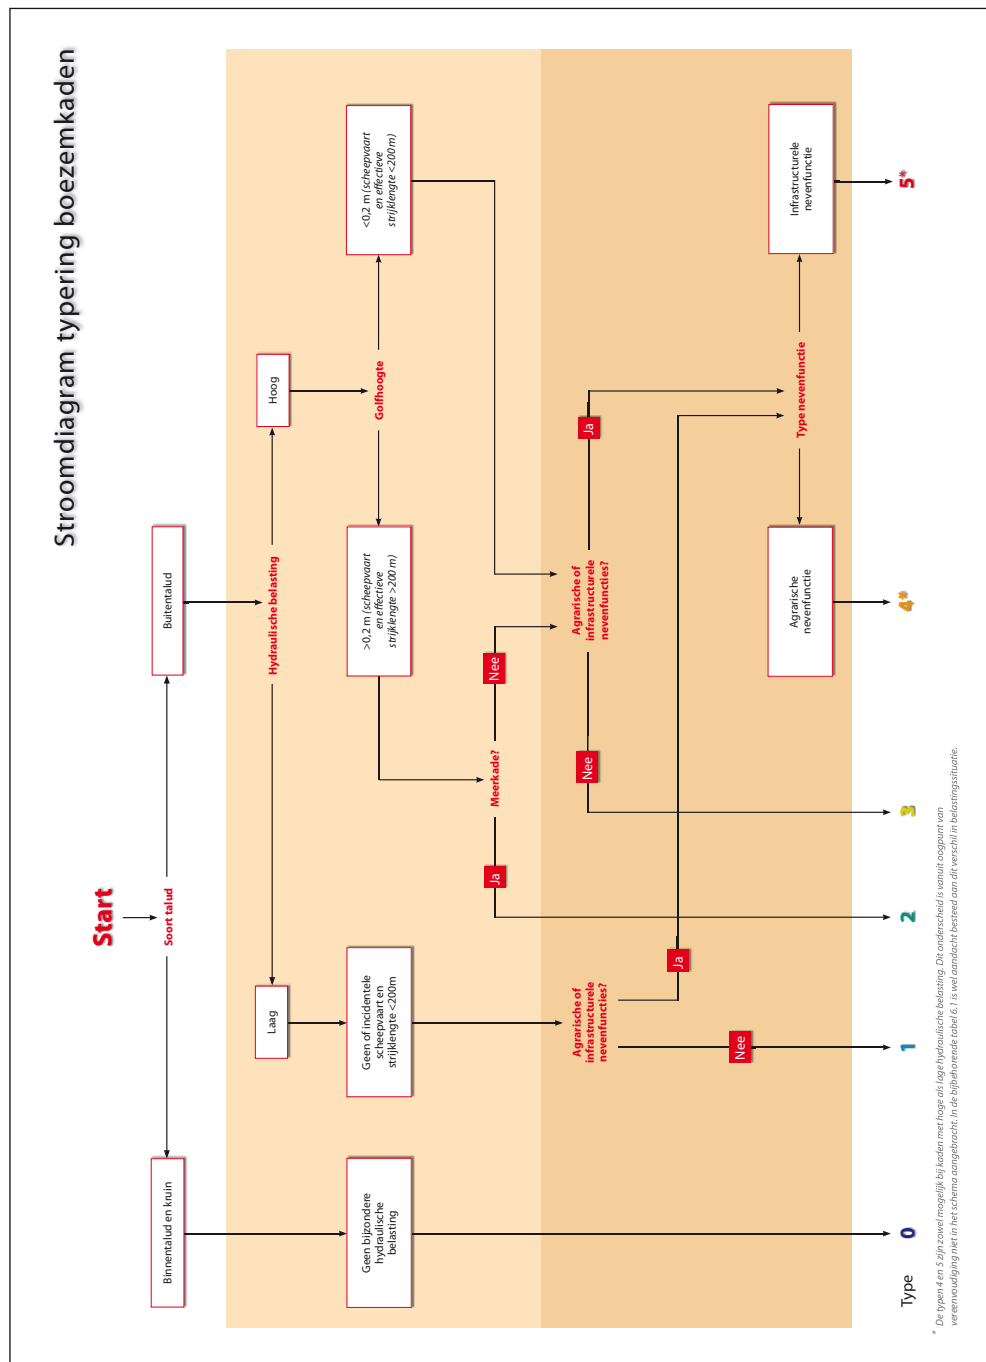 Stroomdiagram typering boezemkaden
Start
Soort talud
Binnentalud en kruin
Buitentalud
Hydraulische belasting
Laag
Hoog
Golfhoogte
Geen bijzondere
hydraulische
belasting
Geen of incidentele
scheepvaart en
strijklengte <200m
>0,2 m (scheepvaart
en effectieve
strijklengte >200 m)
<0,2 m (scheepvaart
en effectieve
strijklengte <200 m)
Meerkade?
Ja
Nee
Agrarische of
infrastructurele
nevenfuncties?
Agrarische of
infrastructurele
nevenfuncties?
Nee
Ja
Nee
Ja
Type nevenfunctie
Agrarische
nevenfunctie
Infrastructurele
nevenfunctie
Type 0 1 2 3 4* 5*
* De typen 4 en 5 zijn zowel mogelijk bij kaden met hoge als lage hydraulische belasting. Dit onderscheid is vanuit oogpunt van
vereenvoudiging niet in het schema aangebracht. In de bijbehorende tabel 6.1 is wel aandacht besteed aan dit verschil in belastingssituatie.